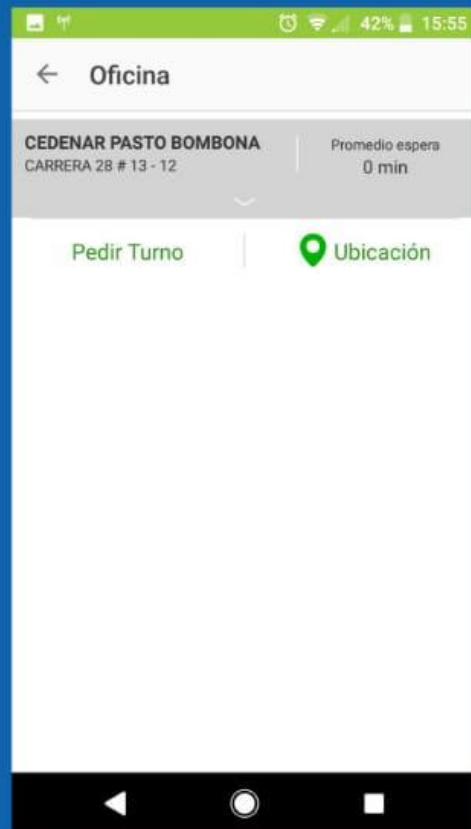 42% 15:55
Oficina
CEDENAR PASTO BOMBONA
CARRERA 28 # 13 - 12
Promedio espera
0 min
Pedir Turno
Ubicación